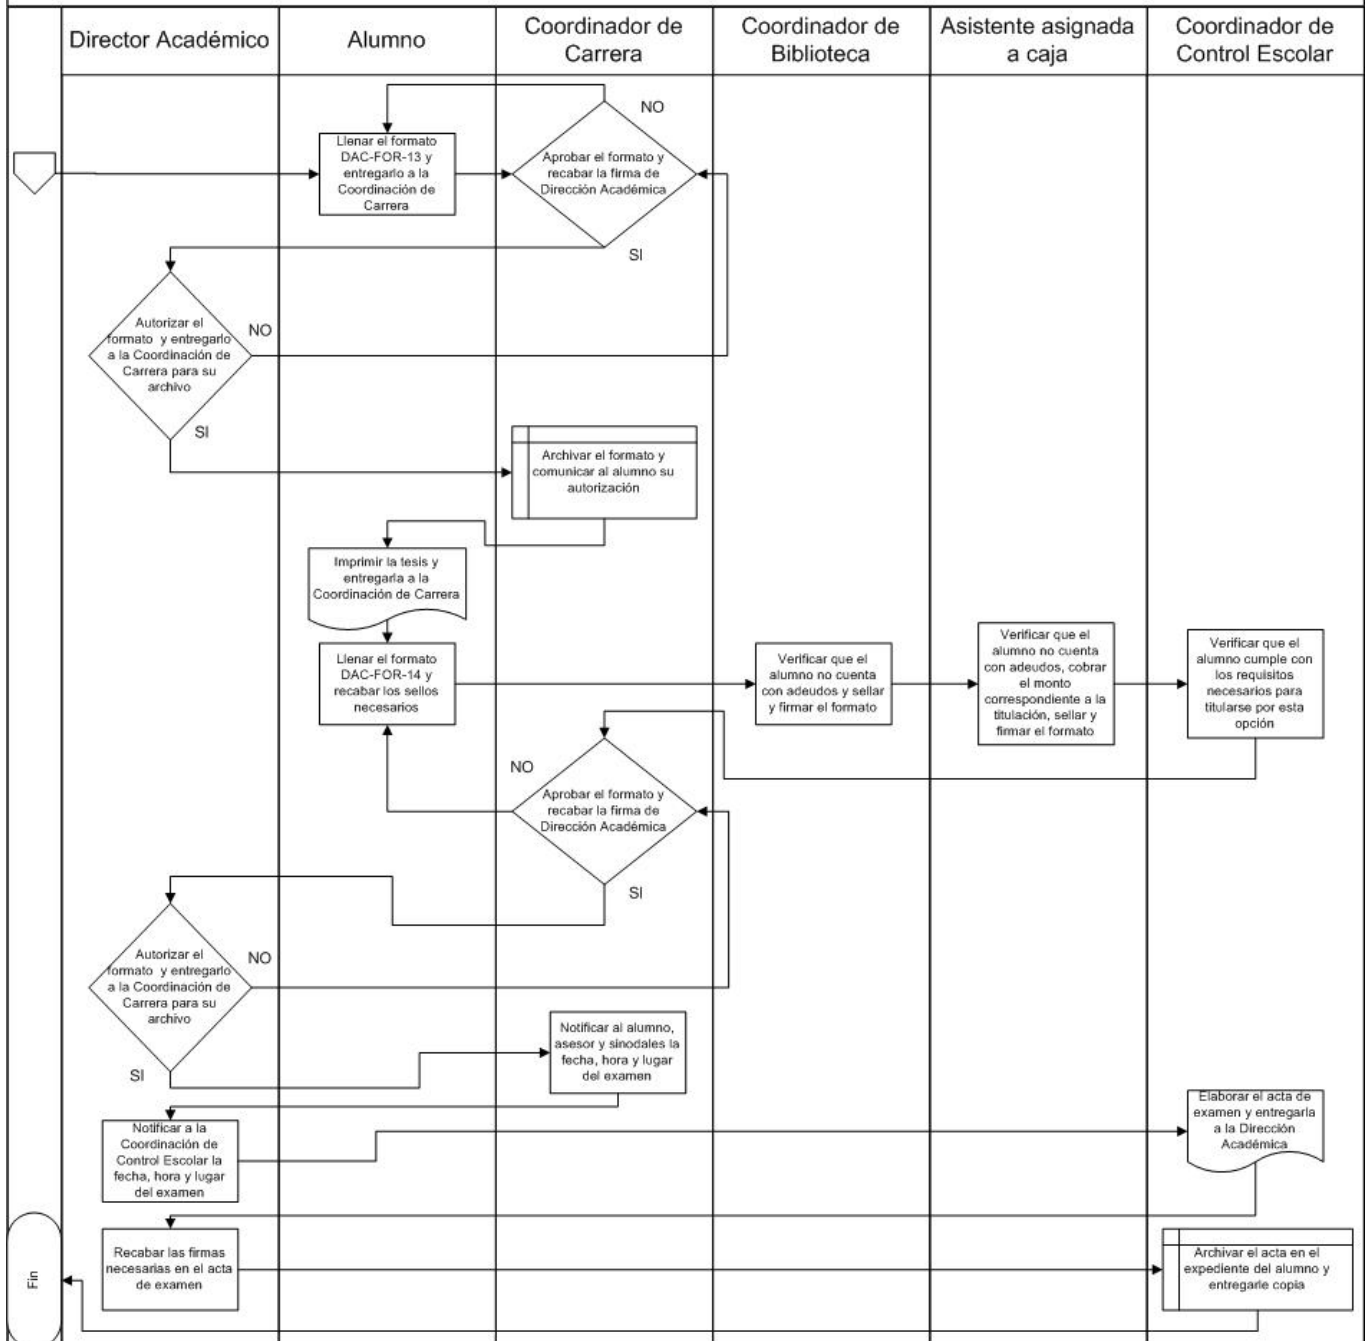 Director Académico
Alumno
Coordinador de
Carrera
Coordinador de
Biblioteca
Asistente asignada
a caja
Coordinador de
Control Escolar
NO
Llenar el formato
DAC-FOR-13 y
entregarlo a la
Coordinación de
Carrera
Aprobar el formato y
recabar la firma de
Dirección Académica
SI
Autorizar el
formato y entregarlo
a la Coordinación de
Carrera para su
archivo
NO
SI
Archivar el formato y
comunicar al alumno su
autorización
Imprimir la tesis y
entregarla a la
Coordinación de Carrera
Llenar el formato
DAC-FOR-14 y
recabar los sellos
necesarios
Verificar que el
alumno no cuenta
con adeudos y sellar
y firmar el formato
Verificar que el
alumno no cuenta
con adeudos, cobrar
el monto
correspondiente a la
titulación, sellar y
firmar el formato
Verificar que el
alumno cumple con
los requisitos
necesarios para
titularse por esta
opción
NO
Aprobar el formato y
recabar la firma de
Dirección Académica
SI
Autorizar el
formato y entregarlo
a la Coordinación de
Carrera para su
archivo
NO
SI
Notificar al alumno,
asesor y sinodales la
fecha, hora y lugar
del examen
Notificar a la
Coordinación de
Control Escolar la
fecha, hora y lugar
del examen
Elaborar el acta de
examen y entregarla
a la Dirección
Académica
Recabar las firmas
necesarias en el acta
de examen
Archivar el acta en el
expediente del alumno y
entregarle copia
Fin